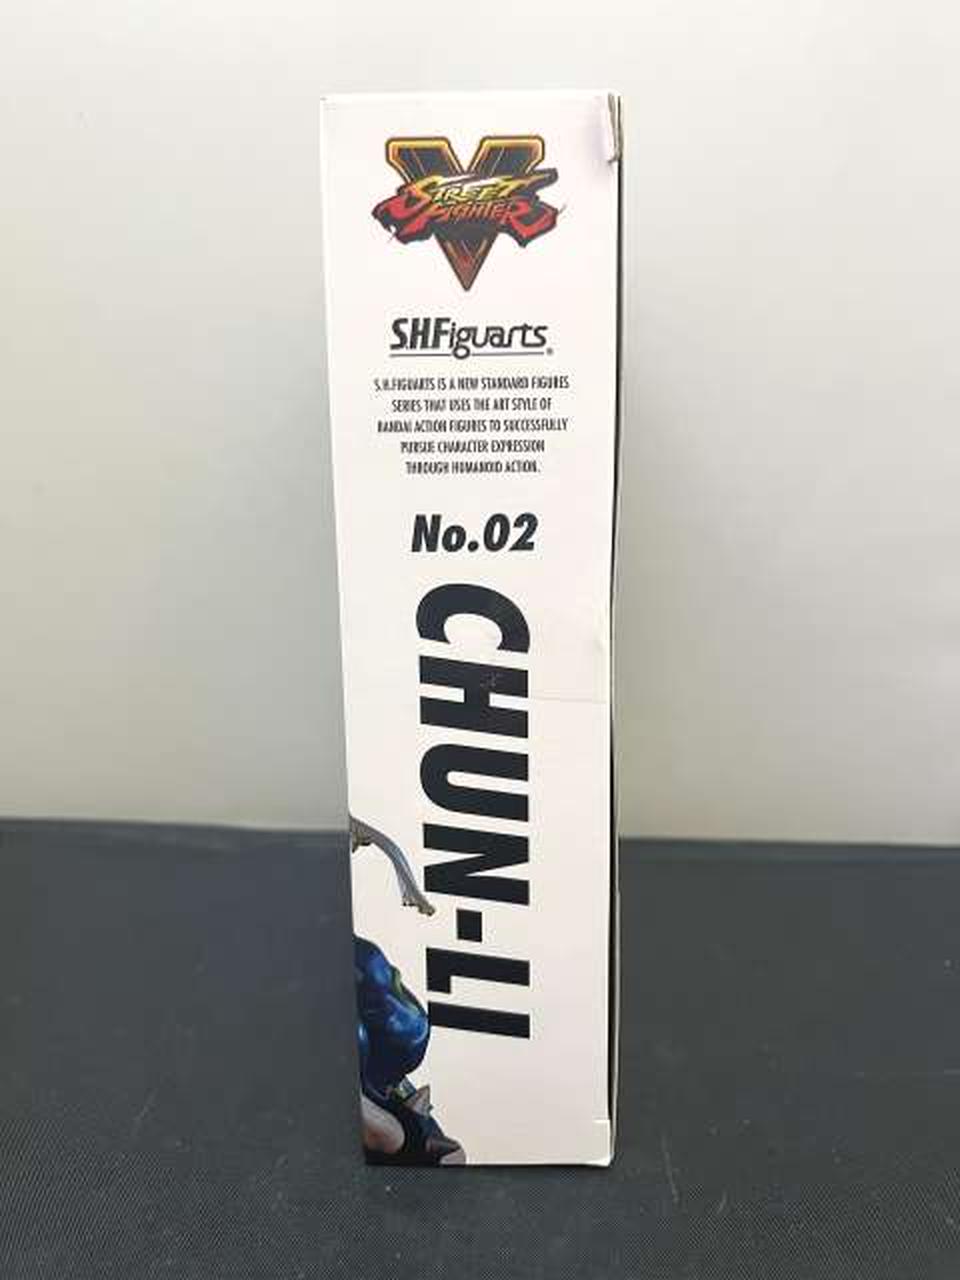 V
STREET
FIGHTER
S.H.Figuarts®
S.H.FIGUARTS IS A NEW STANDARD FIGURES
SERIES THAT USES THE ART STYLE OF
BANDAI ACTION FIGURES TO SUCCESSFULLY
PURSUE CHARACTER EXPRESSION
THROUGH HUMANOID ACTION.
No.02
CHUN-LI